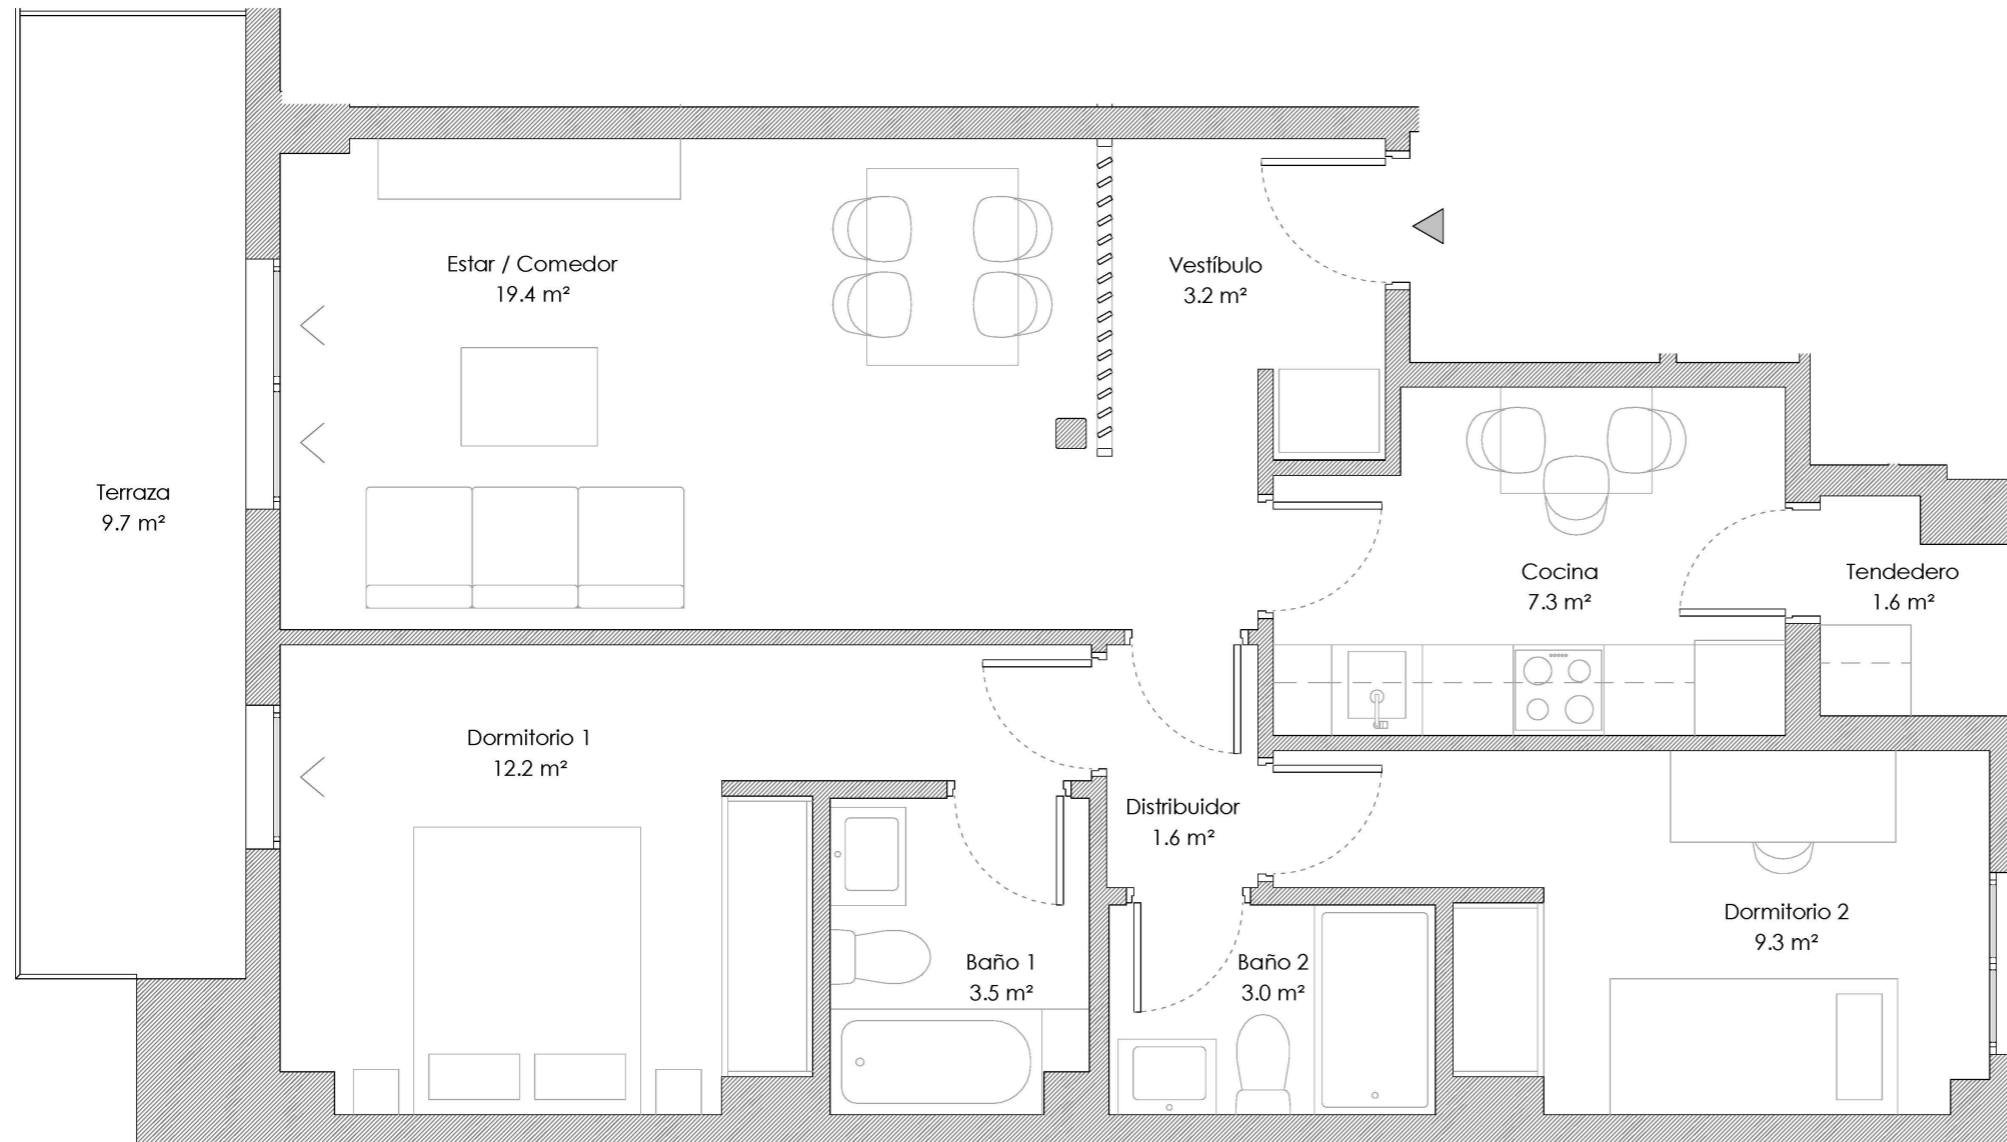 Estar / Comedor
19.4 m²
Vestíbulo
3.2 m²
Terraza
9.7 m²
Cocina
7.3 m²
Tendedero
1.6 m²
Dormitorio 1
12.2 m²
Distribuidor
1.6 m²
Dormitorio 2
9.3 m²
Baño 1
3.5 m²
Baño 2
3.0 m²